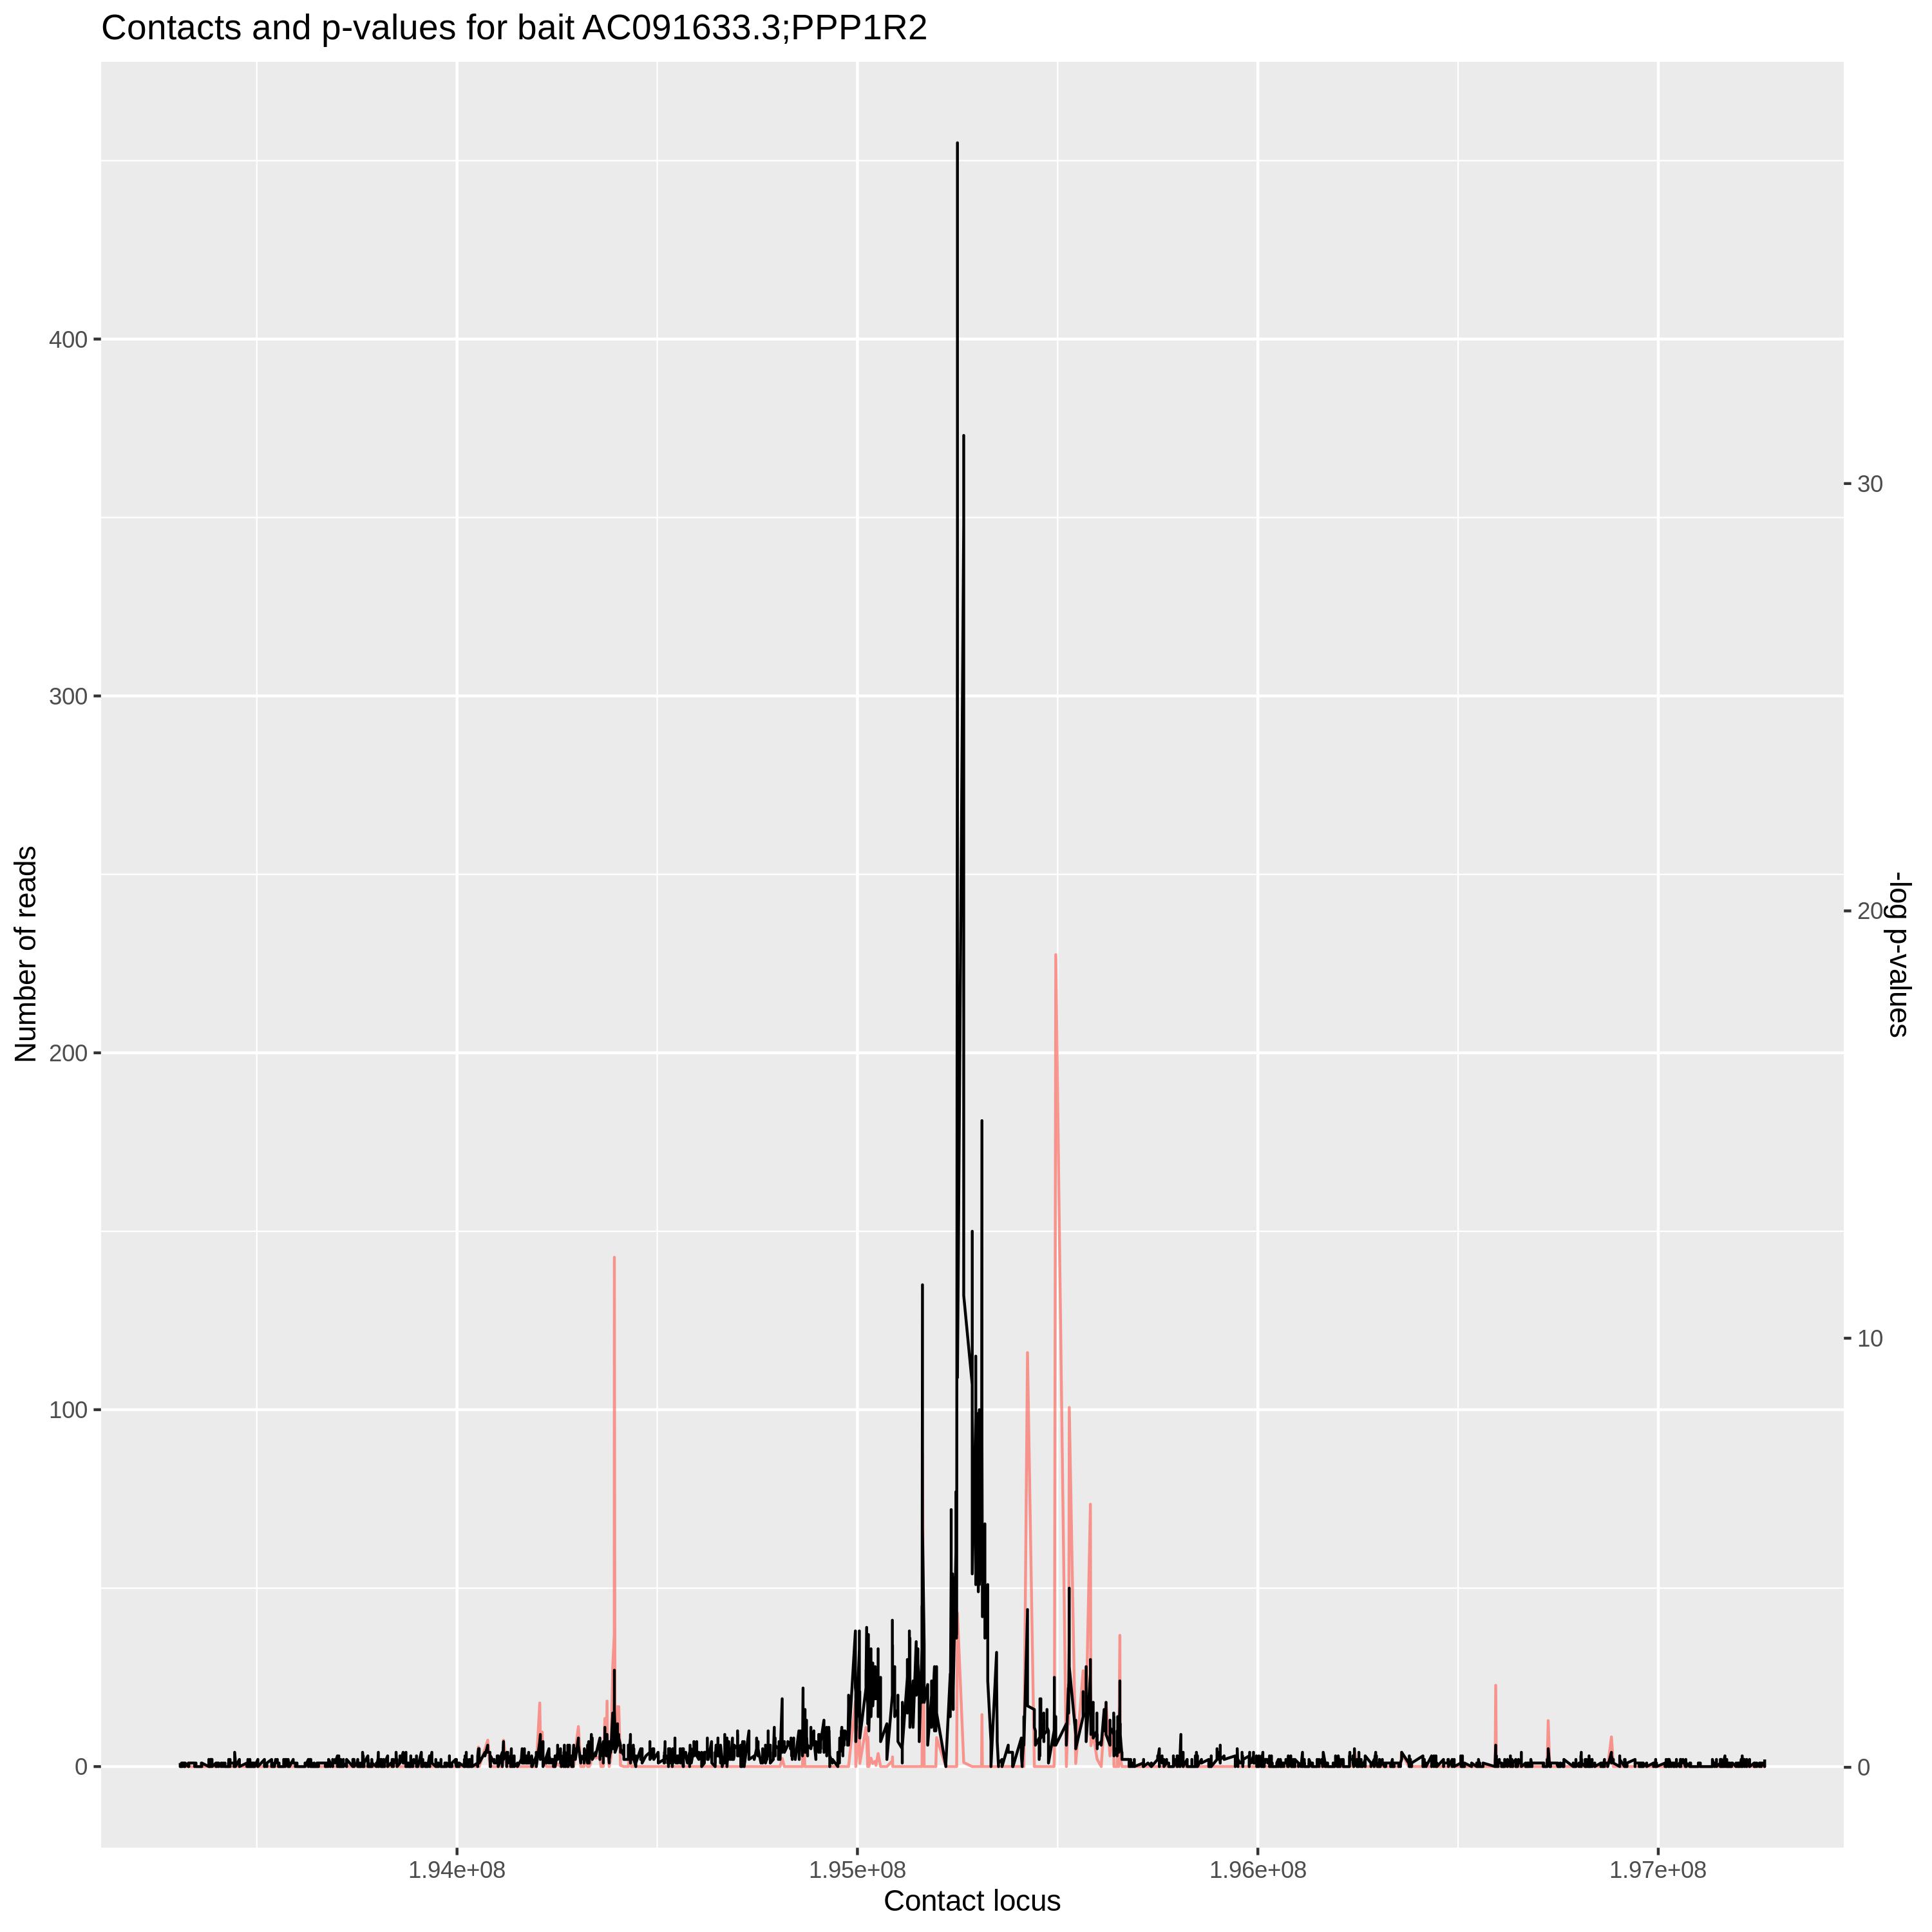 Contacts and p-values for bait AC091633.3;PPP1R2
400
300
200
100
0
Number of reads
30
20
10
0
-log p-values
1.94e+08
1.95e+08
1.96e+08
1.97e+08
Contact locus